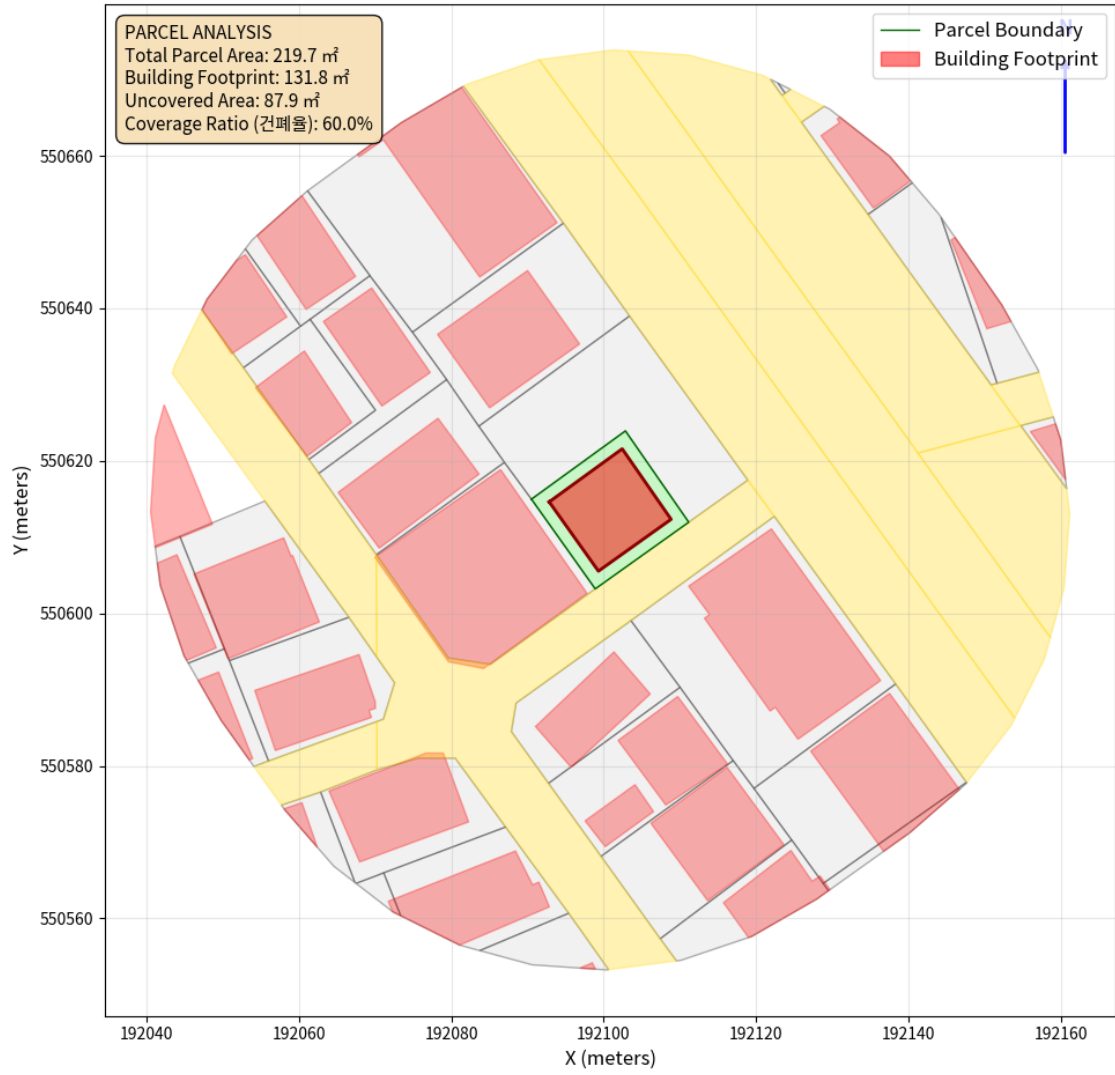 PARCEL ANALYSIS
Total Parcel Area: 219.7 ㎡
Building Footprint: 131.8 ㎡
Uncovered Area: 87.9 ㎡
Coverage Ratio (건폐율): 60.0%
Parcel Boundary
Building Footprint
N
550660
550640
550620
550600
550580
550560
Y (meters)
192040
192060
192080
192100
192120
192140
192160
X (meters)